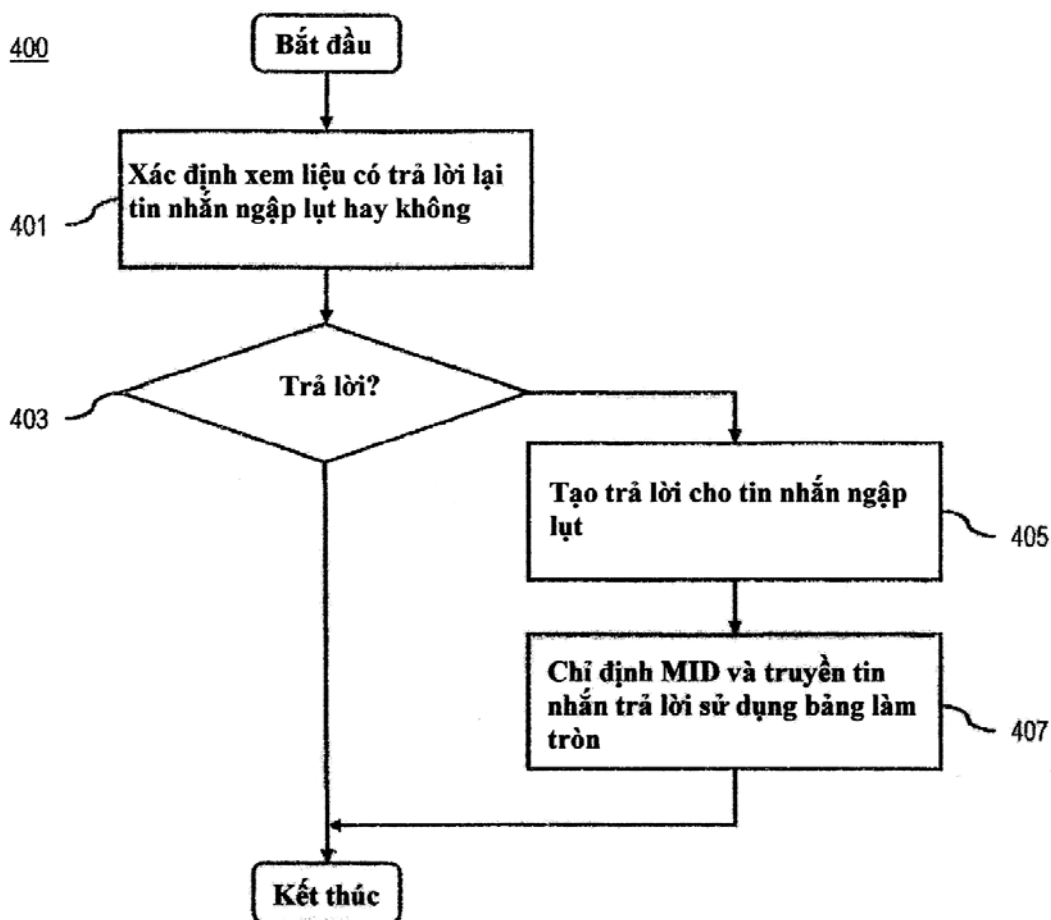 400
Bắt đầu
Xác định xem liệu có trả lời lại
tin nhắn ngập lụt hay không
401
Trả lời?
403
Tạo trả lời cho tin nhắn ngập
lụt
405
Chỉ định MID và truyền tin
nhắn trả lời sử dụng bảng làm
tròn
407
Kết thúc